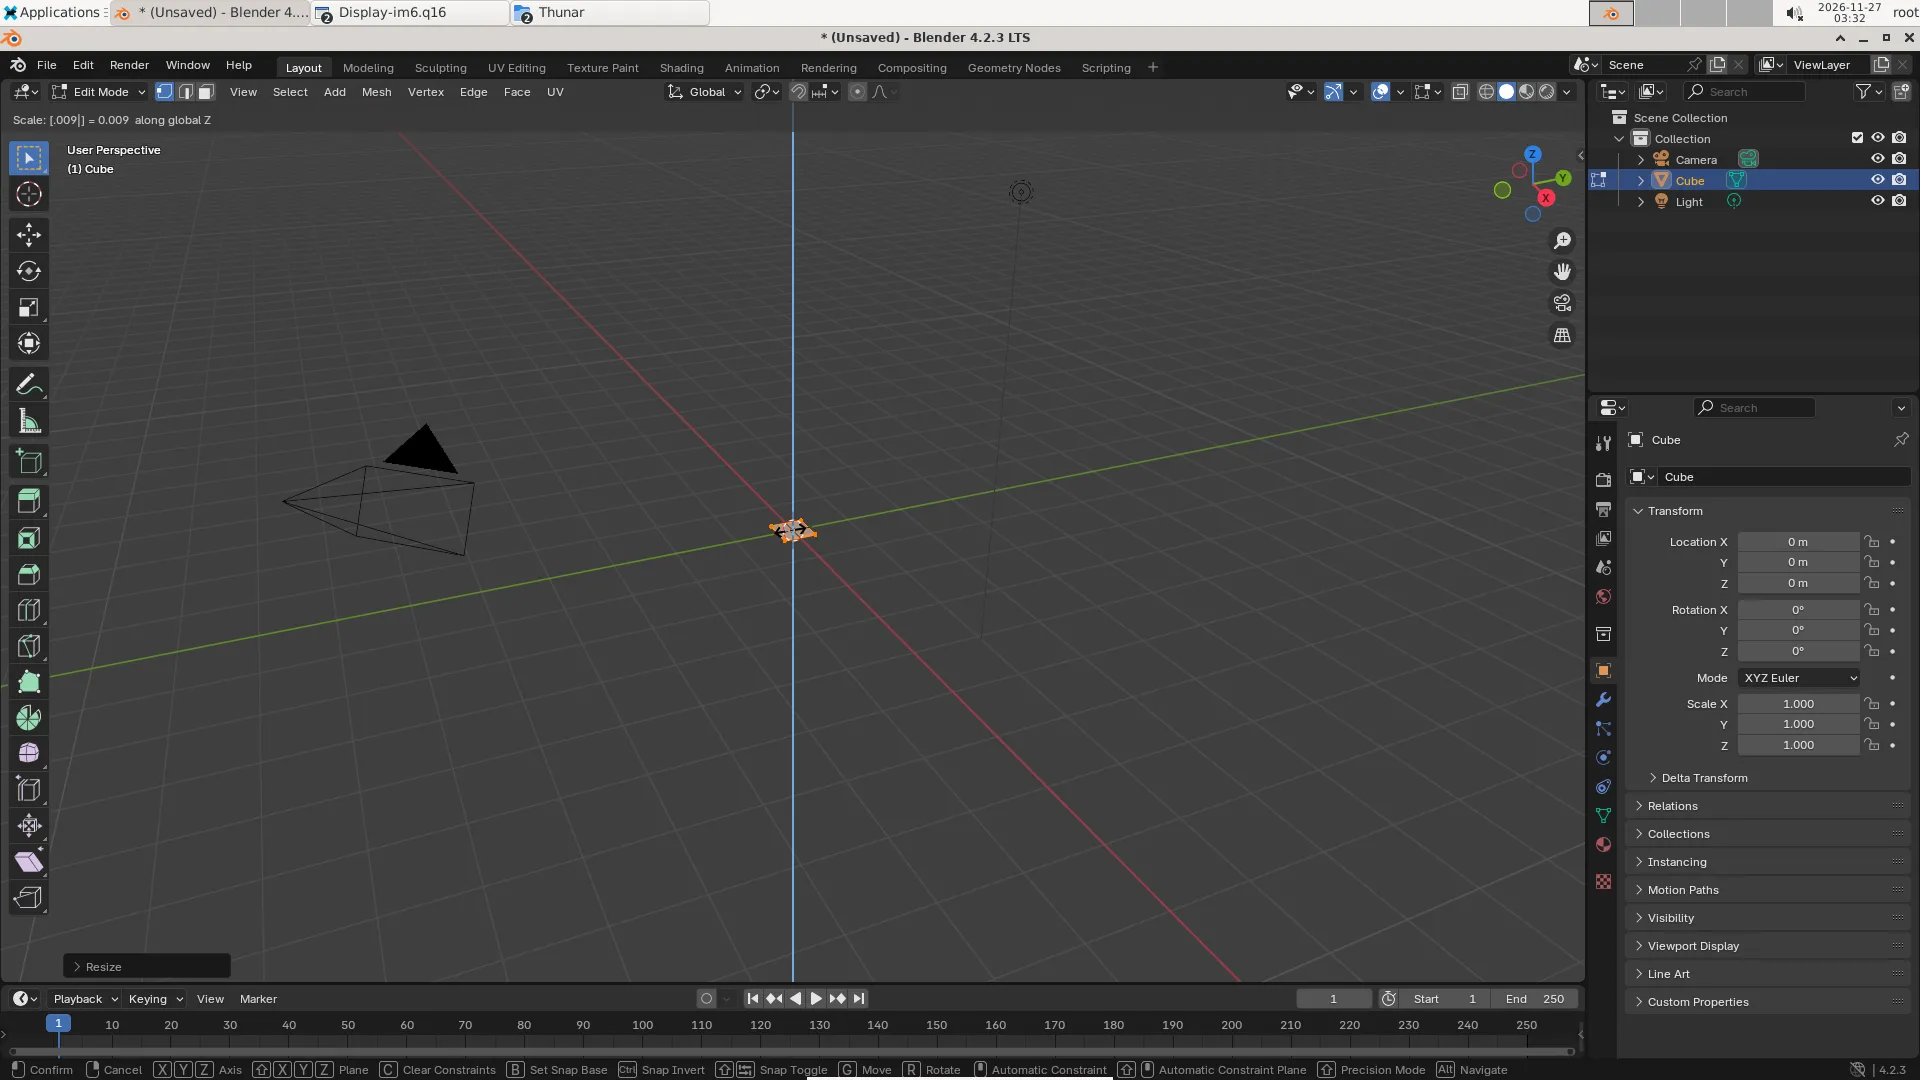 Applications
* (Unsaved) - Blender 4....
2
Display-im6.q16
2
Thunar
2026-11-27
03:32
root
* (Unsaved) - Blender 4.2.3 LTS
File Edit Render Window Help
Layout Modeling Sculpting UV Editing Texture Paint Shading Animation Rendering Compositing Geometry Nodes Scripting
Scene
ViewLayer
Edit Mode
View Select Add Mesh Vertex Edge Face UV
Global
Search
Scale: [.009|] = 0.009 along global Z
User Perspective
(1) Cube
Z
Y
X
Scene Collection
Collection
Camera
Cube
Light
Search
Cube
Cube
Transform
Location X 0 m
Y 0 m
Z 0 m
Rotation X 0°
Y 0°
Z 0°
Mode XYZ Euler
Scale X 1.000
Y 1.000
Z 1.000
Delta Transform
Relations
Collections
Instancing
Motion Paths
Visibility
Viewport Display
Line Art
Custom Properties
Resize
Playback Keying View Marker
1
Start 1
End 250
1 10 20 30 40 50 60 70 80 90 100 110 120 130 140 150 160 170 180 190 200 210 220 230 240 250
Confirm Cancel X Y Z Axis X Y Z Plane C Clear Constraints B Set Snap Base Ctrl Snap Invert Snap Toggle G Move R Rotate Automatic Constraint Automatic Constraint Plane Precision Mode Alt Navigate 4.2.3